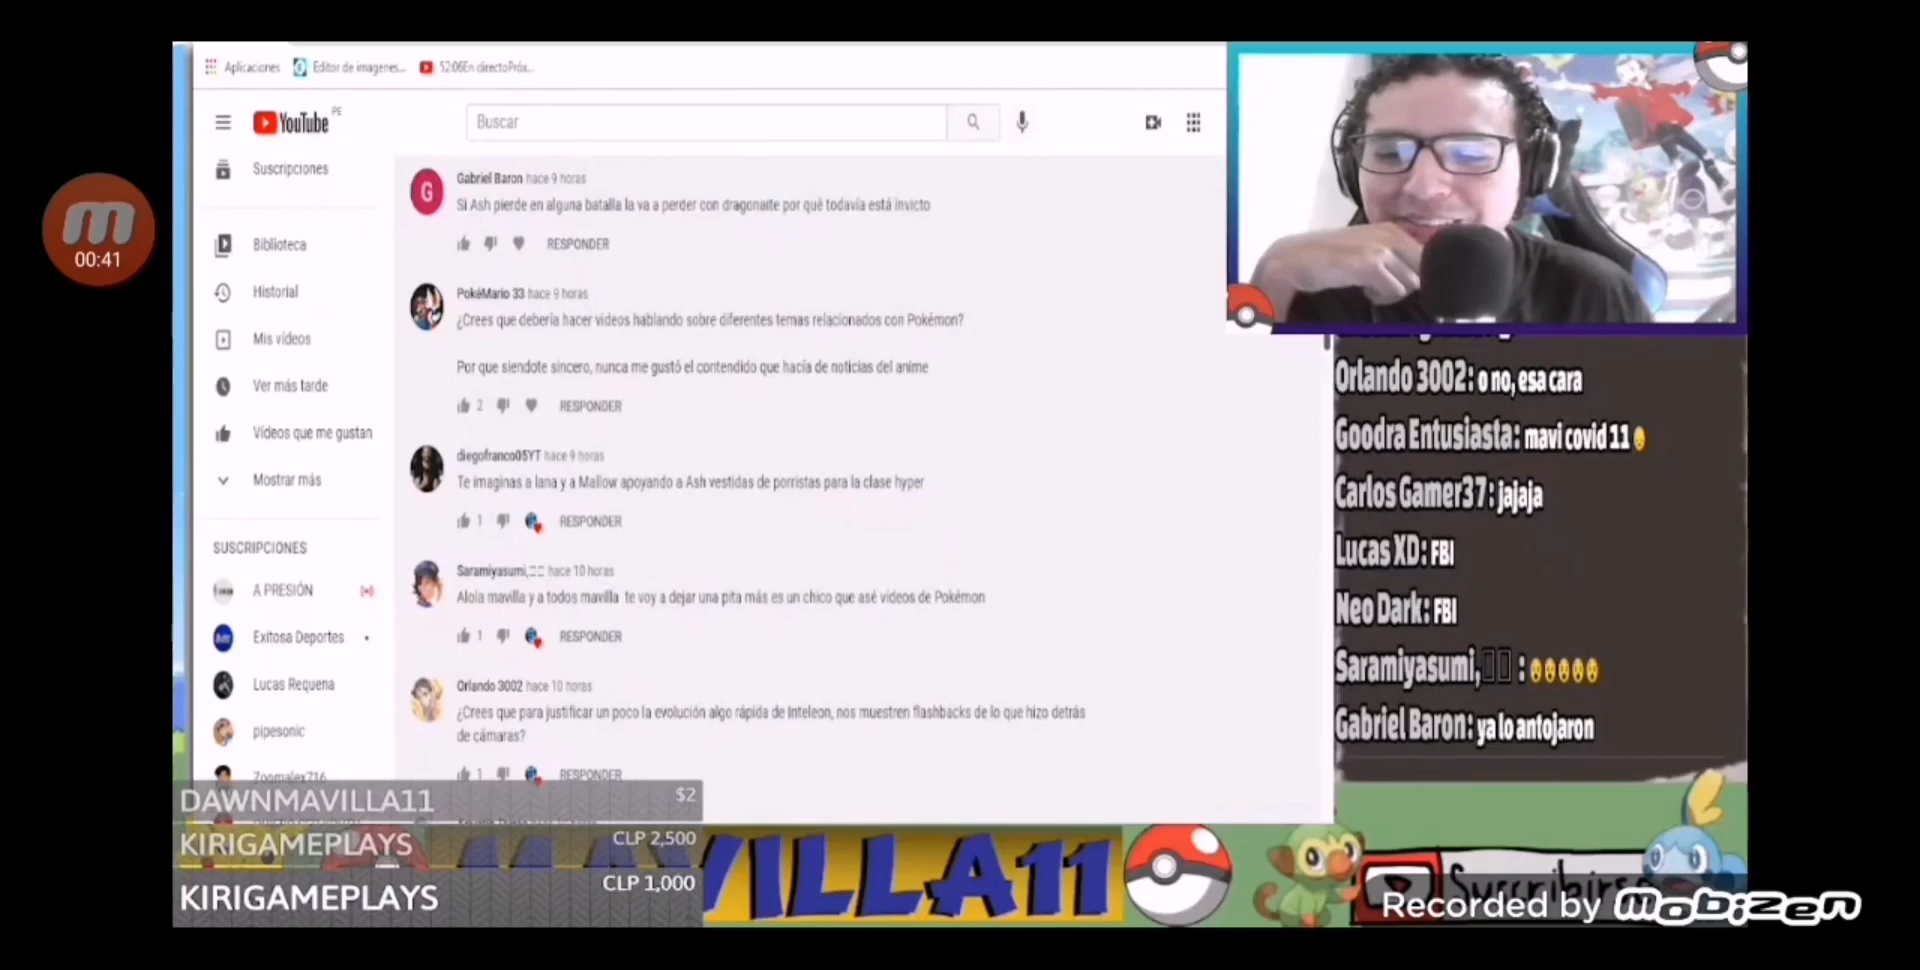 Aplicaciones Editor de imagenes... 52:06En directoPróx...
YouTube PE
Buscar
Suscripciones
Biblioteca
Historial
Mis vídeos
Ver más tarde
Vídeos que me gustan
Mostrar más
SUSCRIPCIONES
A PRESIÓN
Exitosa Deportes
Lucas Requena
pipesonic
Zoomalex716
M
00:41
G
Gabriel Baron hace 9 horas
Si Ash pierde en alguna batalla la va a perder con dragonaite por qué todavía está invicto
RESPONDER
PokéMario 33 hace 9 horas
¿Crees que debería hacer videos hablando sobre diferentes temas relacionados con Pokémon?
Por que siendote sincero, nunca me gustó el contendido que hacía de noticias del anime
2 RESPONDER
diegofranco05YT hace 9 horas
Te imaginas a lana y a Mallow apoyando a Ash vestidas de porristas para la clase hyper
1 RESPONDER
Saramiyasumi,□□ hace 10 horas
Alola mavilla y a todos mavilla te voy a dejar una pita más es un chico que asé videos de Pokémon
1 RESPONDER
Orlando 3002 hace 10 horas
¿Crees que para justificar un poco la evolución algo rápida de Inteleon, nos muestren flashbacks de lo que hizo detrás
de cámaras?
1 RESPONDER
Orlando 3002: o no, esa cara
Goodra Entusiasta: mavi covid 11
Carlos Gamer37: jajaja
Lucas XD: FBI
Neo Dark: FBI
Saramiyasumi,□□ :
Gabriel Baron: ya lo antojaron
DAWNMAVILLA11 $2
KIRIGAMEPLAYS CLP 2,500
KIRIGAMEPLAYS CLP 1,000
VILLA11
Recorded by mobizen